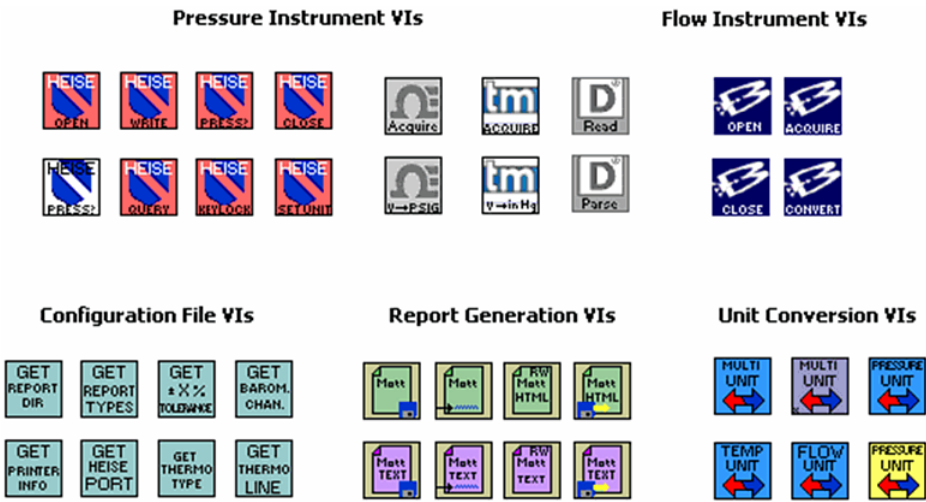 Pressure Instrument VIs
Flow Instrument VIs
HEISE
OPEN
HEISE
WRITE
HEISE
PRESS?
HEISE
CLOSE
Acquire
tm
ACQUIRE
D
Read
OPEN
ACQUIRE
HEISE
PRESS?
HEISE
QUERY
HEISE
KEYLOCK
HEISE
SET UNIT
V→PSIG
tm
V→in Hg
D
Parse
CLOSE
CONVERT
Configuration File VIs
Report Generation VIs
Unit Conversion VIs
GET
REPORT
DIR
GET
REPORT
TYPES
GET
±X%
TOLERANCE
GET
BAROM.
CHAN.
Matt
Matt
RW
Matt
HTML
Matt
HTML
MULTI
UNIT
MULTI
UNIT
x
PRESSURE
UNIT
GET
PRINTER
INFO
GET
HEISE
PORT
GET
THERMO
TYPE
GET
THERMO
LINE
Matt
TEXT
Matt
TEXT
RW
Matt
TEXT
Matt
TEXT
TEMP
UNIT
FLOW
UNIT
PRESSURE
UNIT